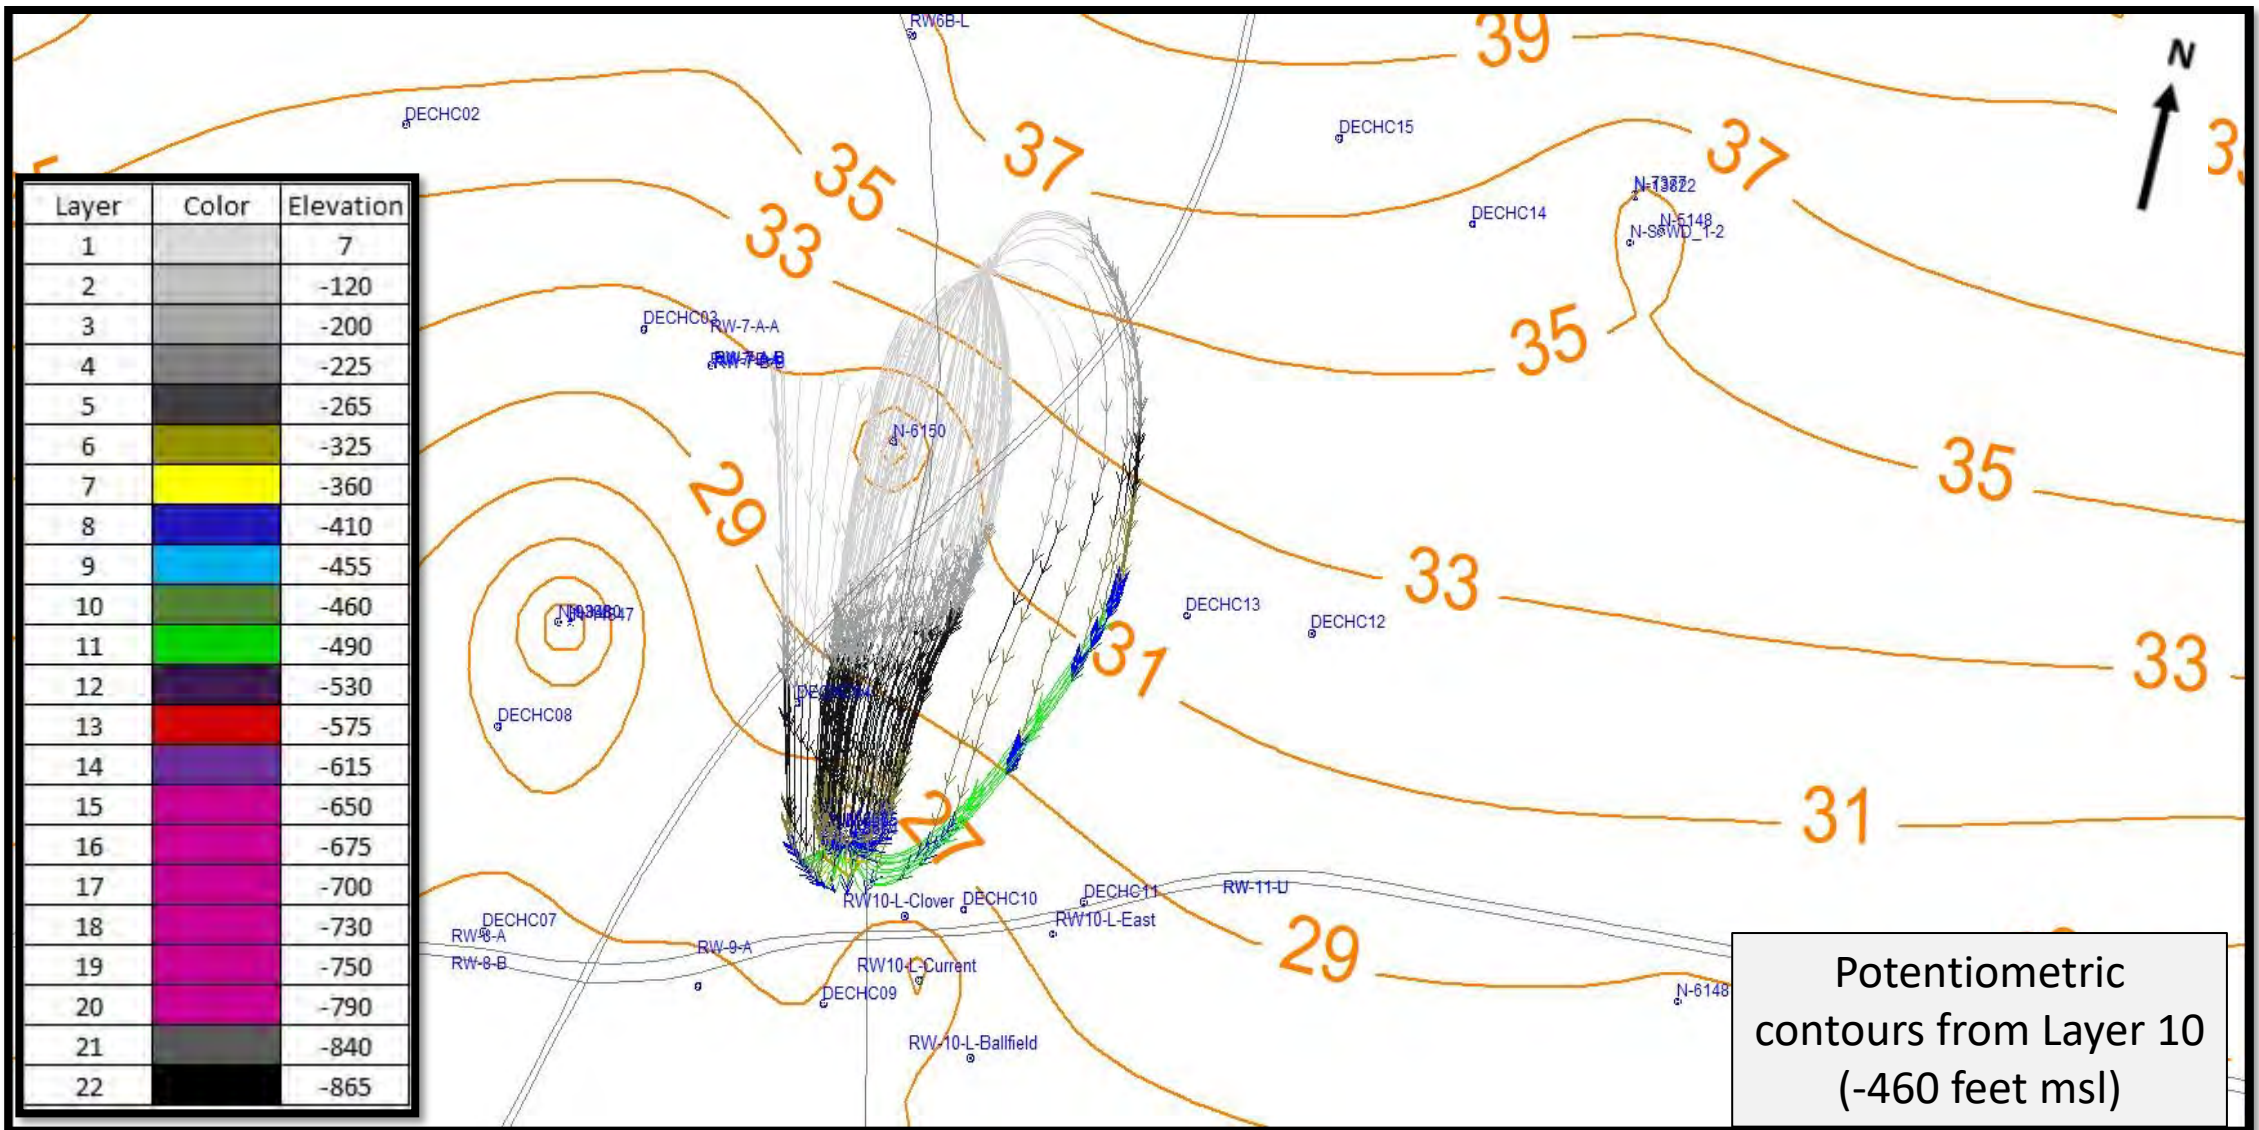 RW6B-L
39
N
DECHC02
37
DECHC15
37
35
33
DECHC14
N-13822
N-5148
DECHC03
RW-7-A-A
35
N-6150
35
29
33
DECHC13
DECHC12
31
33
DECHC08
31
27
RW10-L-Clover
DECHC10
DECHC11
RW-11-U
RW10-L-East
DECHC07
RW-8-A
RW-8-B
RW-9-A
29
RW10-L-Current
DECHC09
N-6148
RW-10-L-Ballfield
Layer Color Elevation
1 7
2 -120
3 -200
4 -225
5 -265
6 -325
7 -360
8 -410
9 -455
10 -460
11 -490
12 -530
13 -575
14 -615
15 -650
16 -675
17 -700
18 -730
19 -750
20 -790
21 -840
22 -865
Potentiometric
contours from Layer 10
(-460 feet msl)